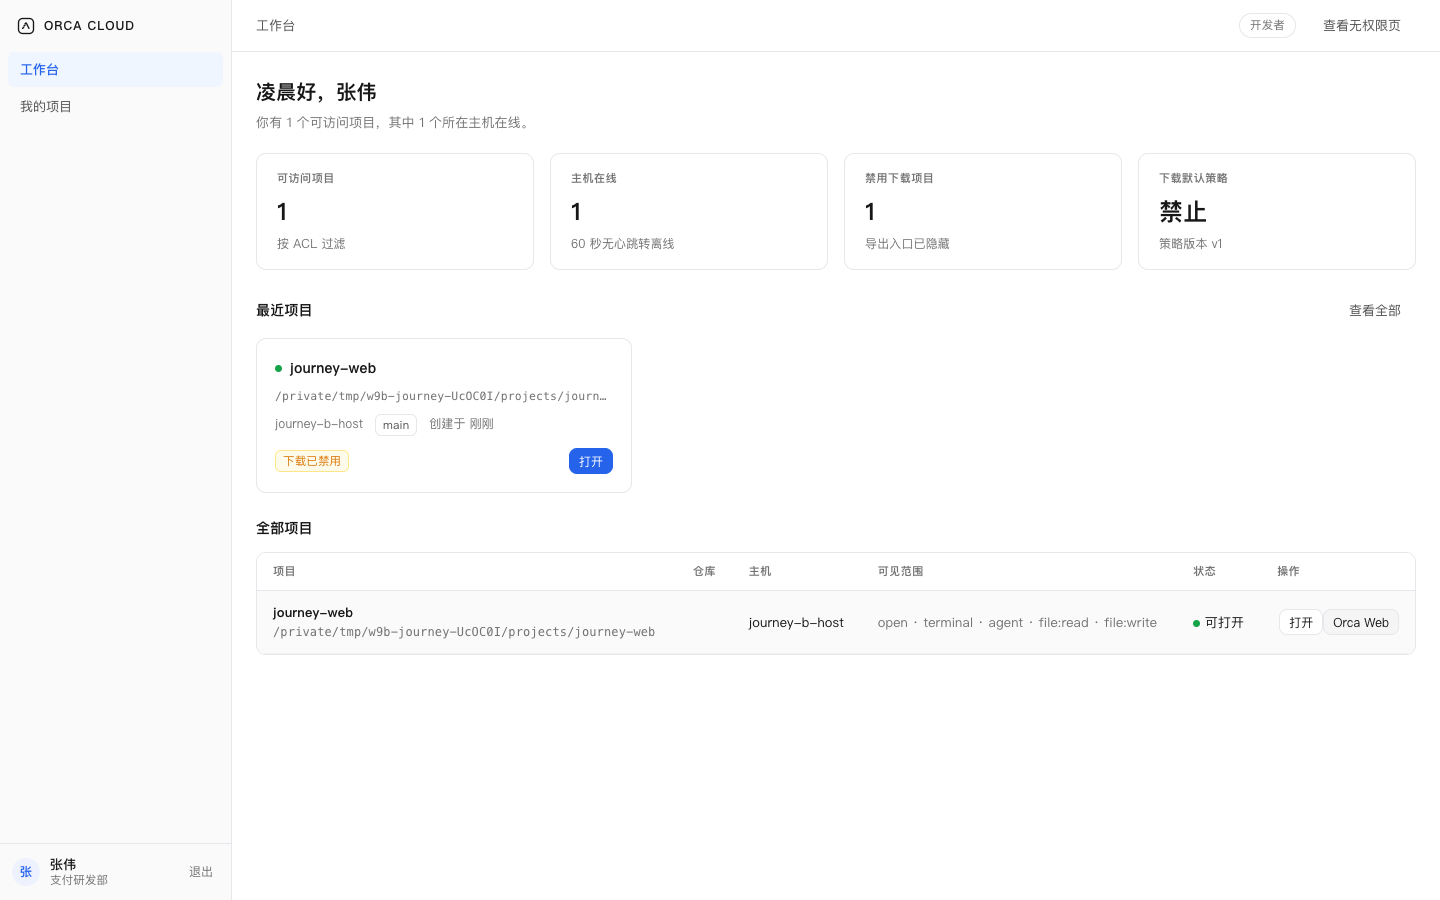 ORCA CLOUD
工作台
我的项目
工作台
开发者
查看无权限页
凌晨好，张伟
你有 1 个可访问项目，其中 1 个所在主机在线。
可访问项目
1
按 ACL 过滤
主机在线
1
60 秒无心跳转离线
禁用下载项目
1
导出入口已隐藏
下载默认策略
禁止
策略版本 v1
最近项目
查看全部
journey-web
/private/tmp/w9b-journey-UcOC0I/projects/journ…
journey-b-host main 创建于 刚刚
下载已禁用
打开
全部项目
项目 仓库 主机 可见范围 状态 操作
journey-web
/private/tmp/w9b-journey-UcOC0I/projects/journey-web
journey-b-host
open · terminal · agent · file:read · file:write
可打开
打开
Orca Web
张
张伟
支付研发部
退出